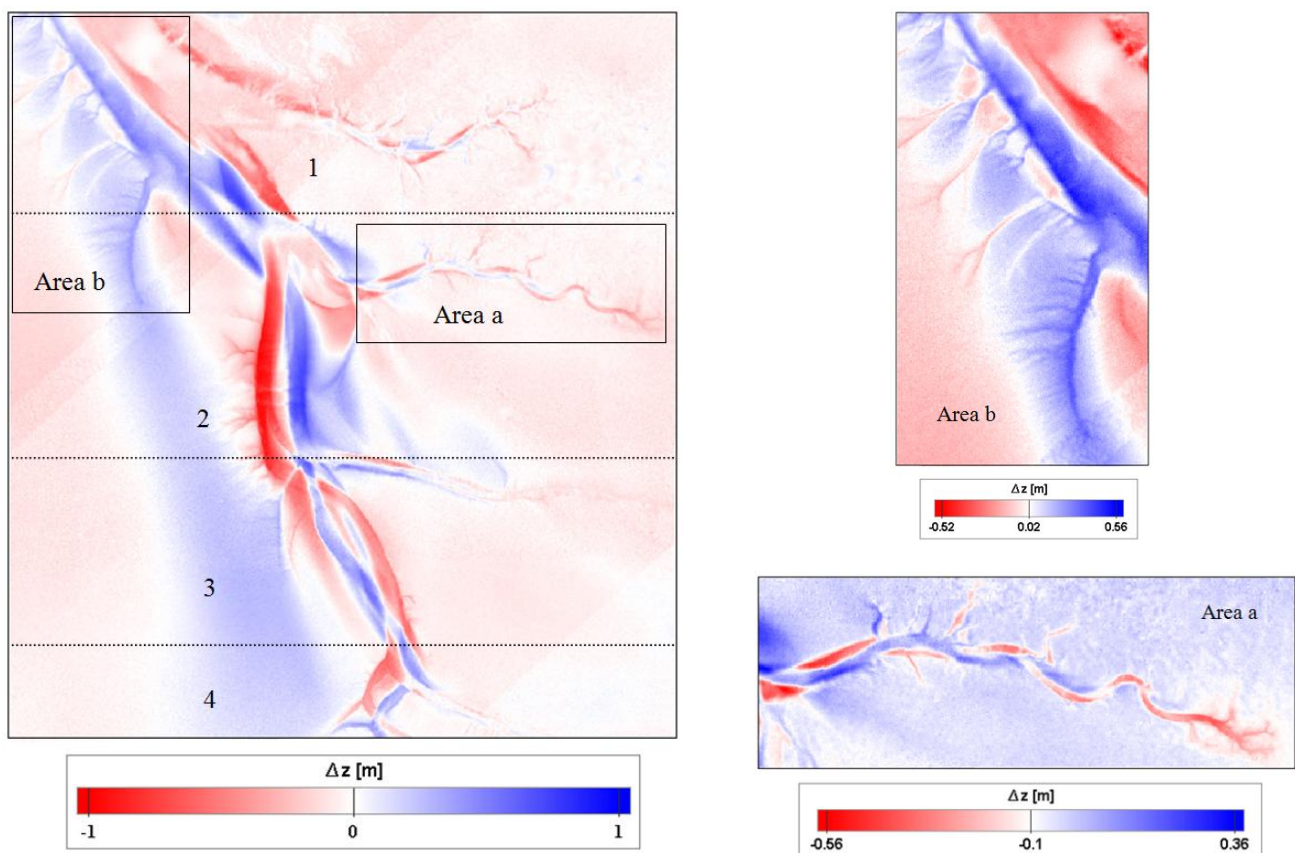 1
Area b
Area a
2
3
4
Δz [m]
-1 0 1
Area b
Δz [m]
-0.52 0.02 0.56
Area a
Δz [m]
-0.56 -0.1 0.36